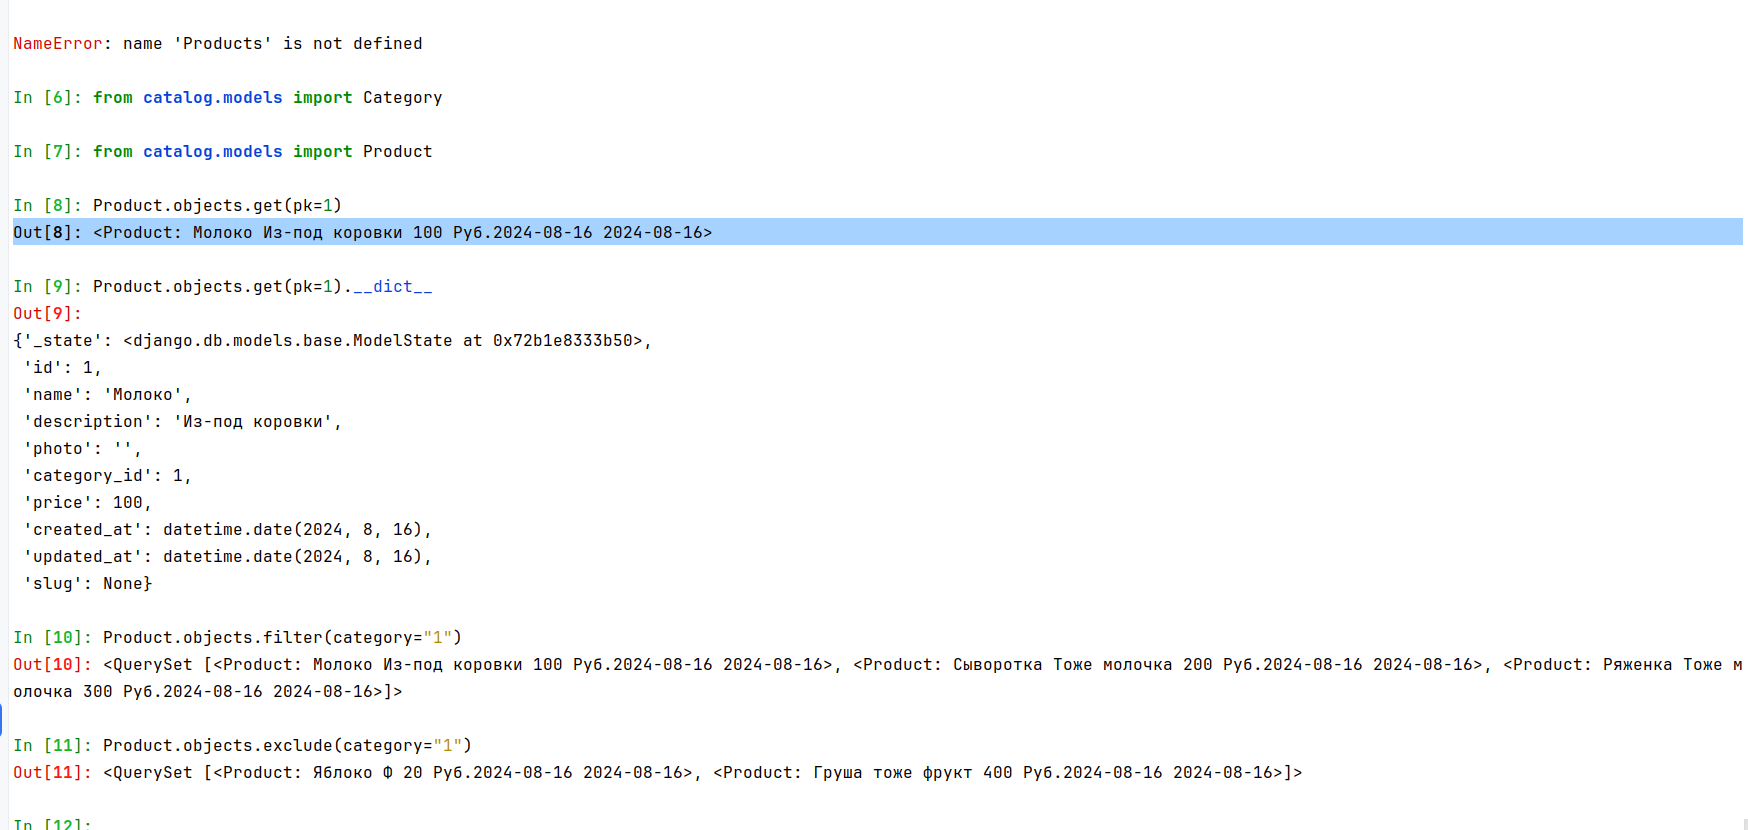 NameError: name 'Products' is not defined
In [6]: from catalog.models import Category
In [7]: from catalog.models import Product
In [8]: Product.objects.get(pk=1)
Out[8]: <Product: Молоко Из-под коровки 100 Руб.2024-08-16 2024-08-16>
In [9]: Product.objects.get(pk=1).__dict__
Out[9]:
{'_state': <django.db.models.base.ModelState at 0x72b1e8333b50>,
 'id': 1,
 'name': 'Молоко',
 'description': 'Из-под коровки',
 'photo': '',
 'category_id': 1,
 'price': 100,
 'created_at': datetime.date(2024, 8, 16),
 'updated_at': datetime.date(2024, 8, 16),
 'slug': None}
In [10]: Product.objects.filter(category="1")
Out[10]: <QuerySet [<Product: Молоко Из-под коровки 100 Руб.2024-08-16 2024-08-16>, <Product: Сыворотка Тоже молочка 200 Руб.2024-08-16 2024-08-16>, <Product: Ряженка Тоже м
олочка 300 Руб.2024-08-16 2024-08-16>]>
In [11]: Product.objects.exclude(category="1")
Out[11]: <QuerySet [<Product: Яблоко Ф 20 Руб.2024-08-16 2024-08-16>, <Product: Груша тоже фрукт 400 Руб.2024-08-16 2024-08-16>]>
In [12]: